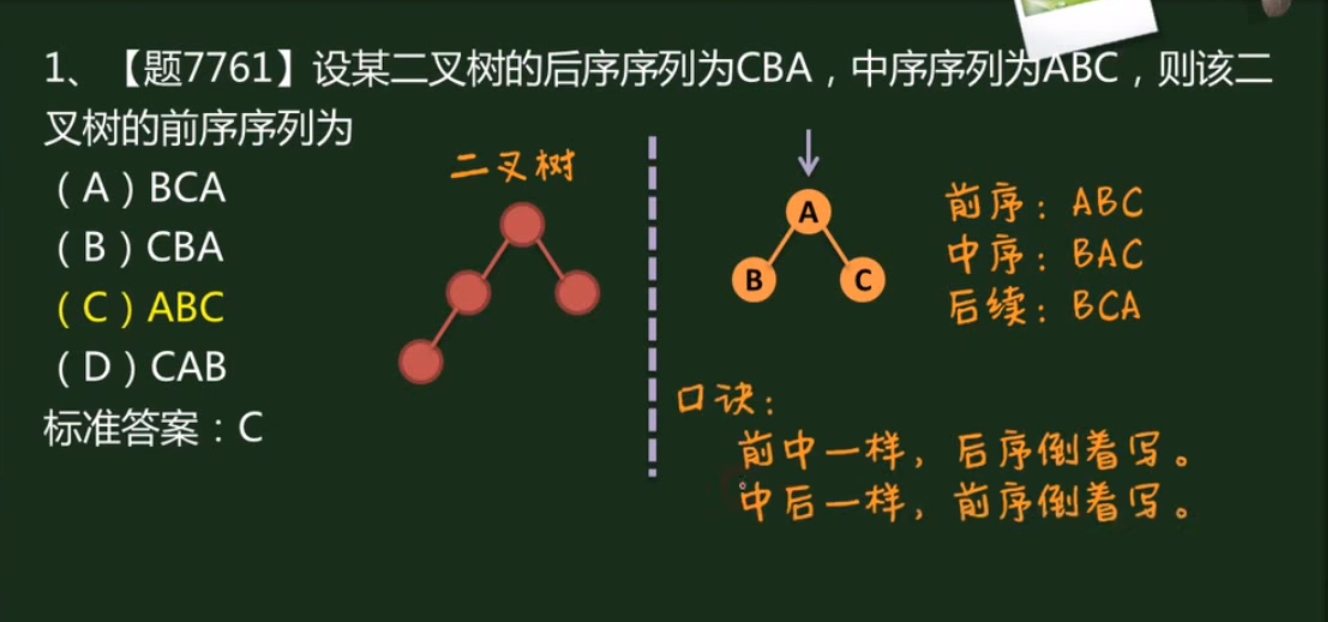 1、【题7761】设某二叉树的后序序列为CBA，中序序列为ABC，则该二
叉树的前序序列为
（A）BCA
（B）CBA
（C）ABC
（D）CAB
标准答案：C
二叉树
A
B
C
前序：ABC
中序：BAC
后续：BCA
口诀：
前中一样，后序倒着写。
中后一样，前序倒着写。